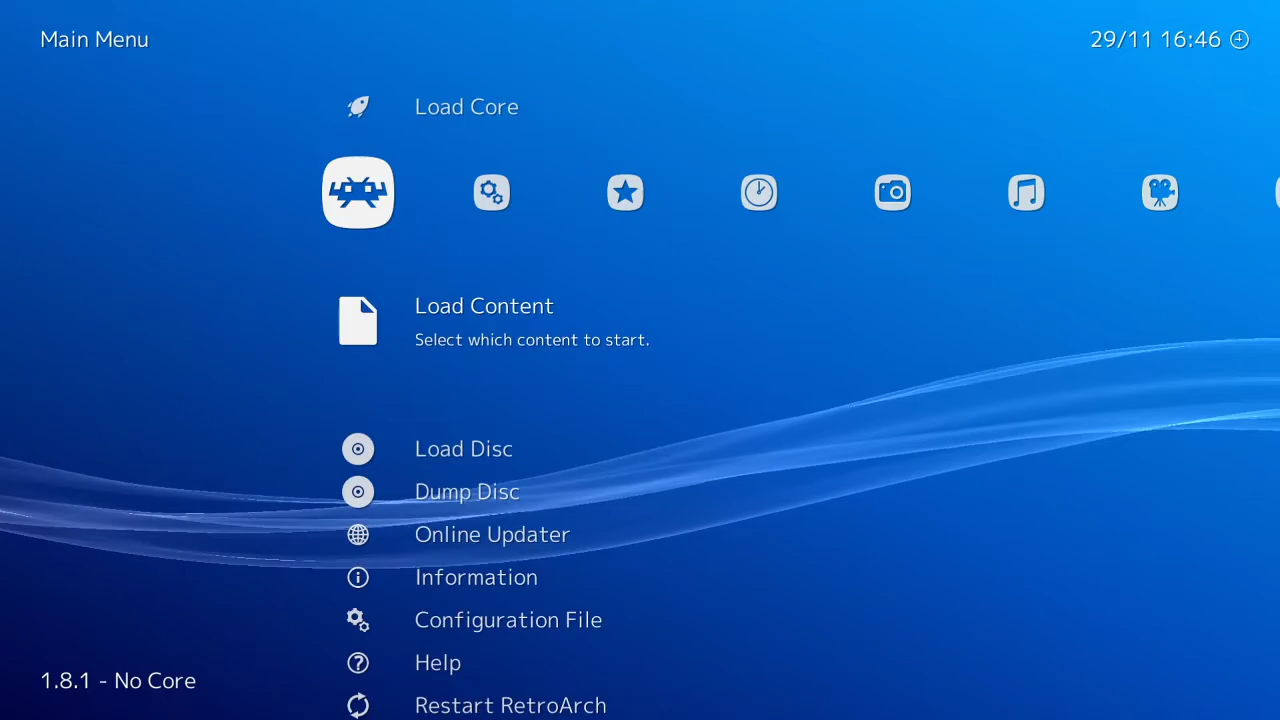 Main Menu
29/11 16:46
Load Core
Load Content
Select which content to start.
Load Disc
Dump Disc
Online Updater
Information
Configuration File
Help
Restart RetroArch
1.8.1 - No Core